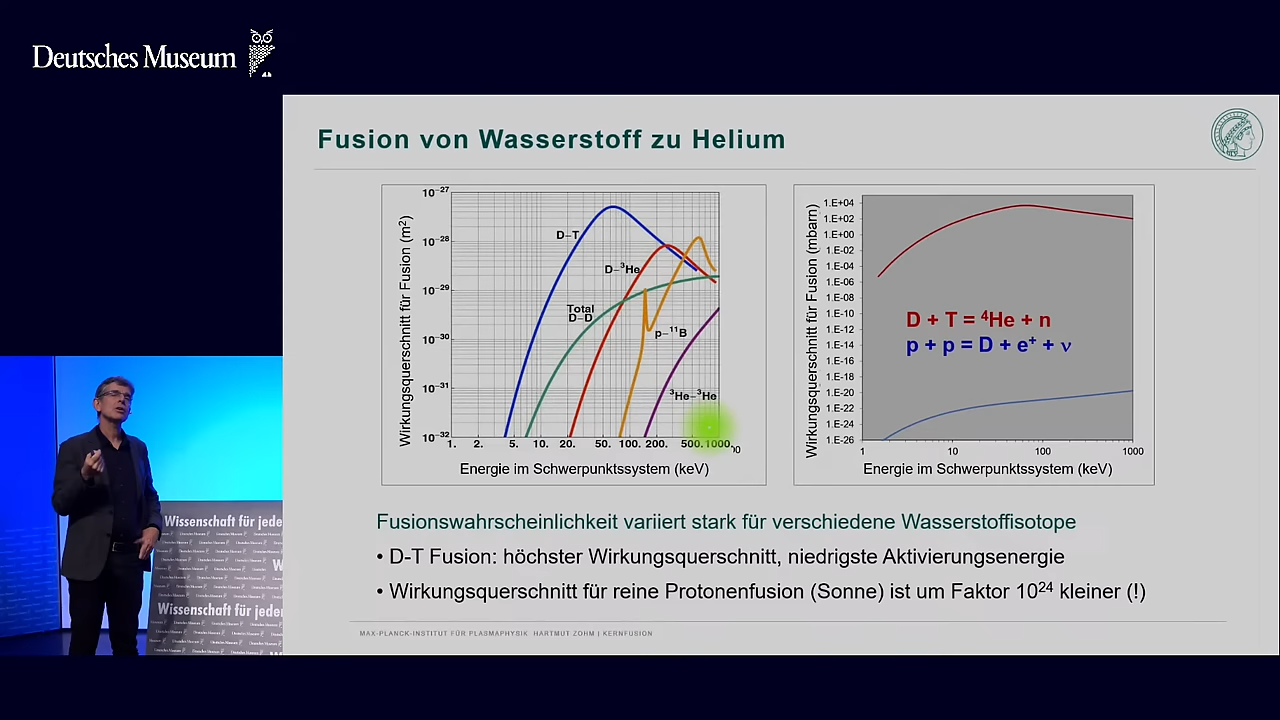 Deutsches Museum
Fusion von Wasserstoff zu Helium
Wirkungsquerschnitt für Fusion (m²)
10⁻²⁷
10⁻²⁸
10⁻²⁹
10⁻³⁰
10⁻³¹
10⁻³²
D–T
D–³He
Total
D–D
p–¹¹B
³He–³He
1. 2. 5. 10. 20. 50. 100. 200. 500. 1000.
Energie im Schwerpunktssystem (keV)
Wirkungsquerschnitt für Fusion (mbarn)
1.E+04
1.E+02
1.E+00
1.E-02
1.E-04
1.E-06
1.E-08
1.E-10
1.E-12
1.E-14
1.E-16
1.E-18
1.E-20
1.E-22
1.E-24
1.E-26
D + T = ⁴He + n
p + p = D + e⁺ + ν
1 10 100 1000
Energie im Schwerpunktssystem (keV)
Fusionswahrscheinlichkeit variiert stark für verschiedene Wasserstoffisotope
• D-T Fusion: höchster Wirkungsquerschnitt, niedrigste Aktivierungsenergie
• Wirkungsquerschnitt für reine Protonenfusion (Sonne) ist um Faktor 10²⁴ kleiner (!)
MAX-PLANCK-INSTITUT FÜR PLASMAPHYSIK HARTMUT ZOHM | KERNFUSION
Wissenschaft für jede
Wissenschaft für jeden